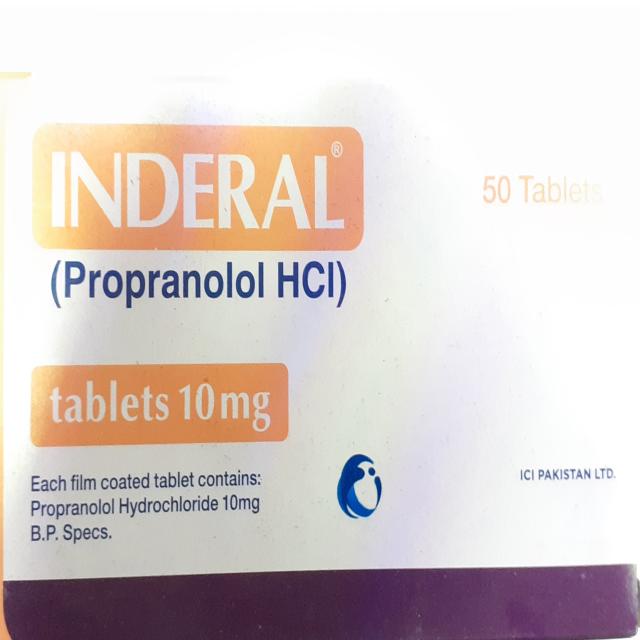 INDERAL®
50 Tablets
(Propranolol HCl)
tablets 10mg
Each film coated tablet contains:
Propranolol Hydrochloride 10mg
B.P. Specs.
ICI PAKISTAN LTD.